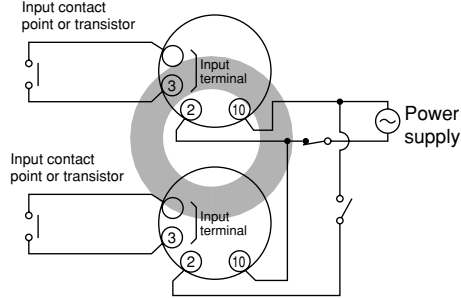 Input contact
point or transistor
Input
terminal
3
2
10
Power
supply
Input contact
point or transistor
Input
terminal
3
2
10